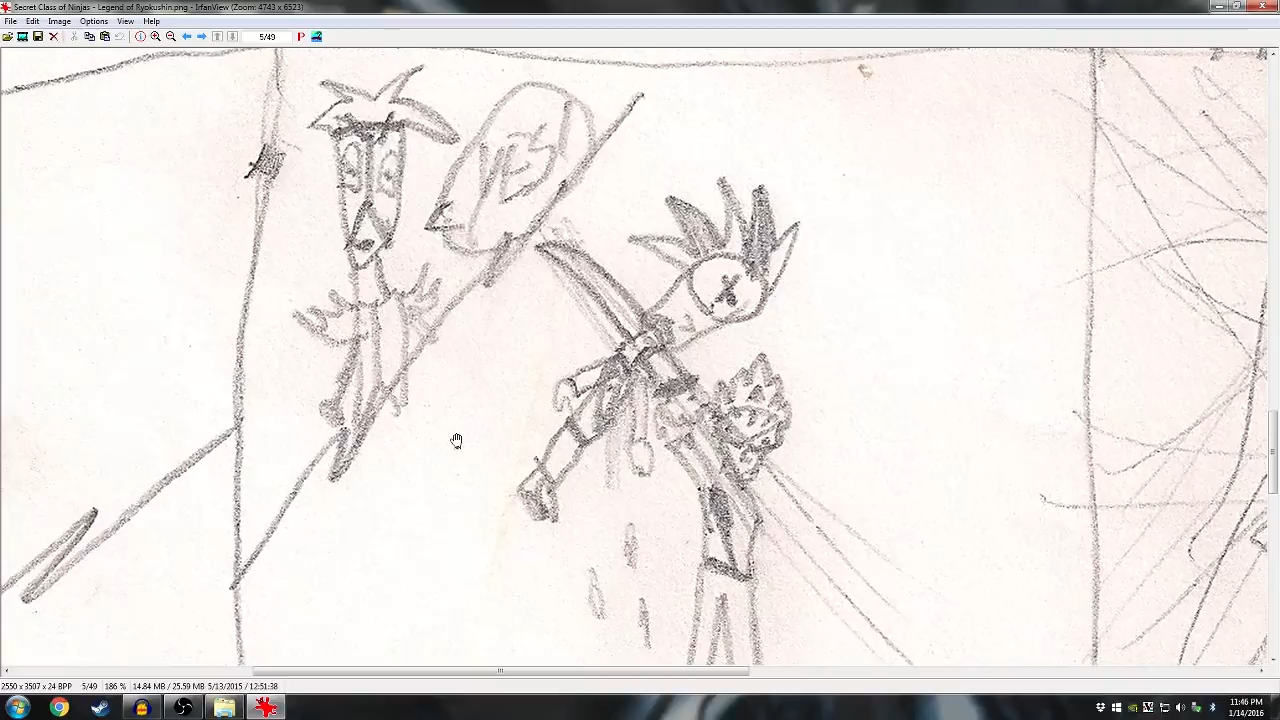 Secret Class of Ninjas - Legend of Ryokushin.png - IrfanView (Zoom: 4743 x 6523)
File Edit Image Options View Help
5/49
YES!
2550 x 3507 x 24 BPP 5/49 186 % 14.84 MB / 25.59 MB 5/13/2015 / 12:51:38
11:46 PM
1/14/2016